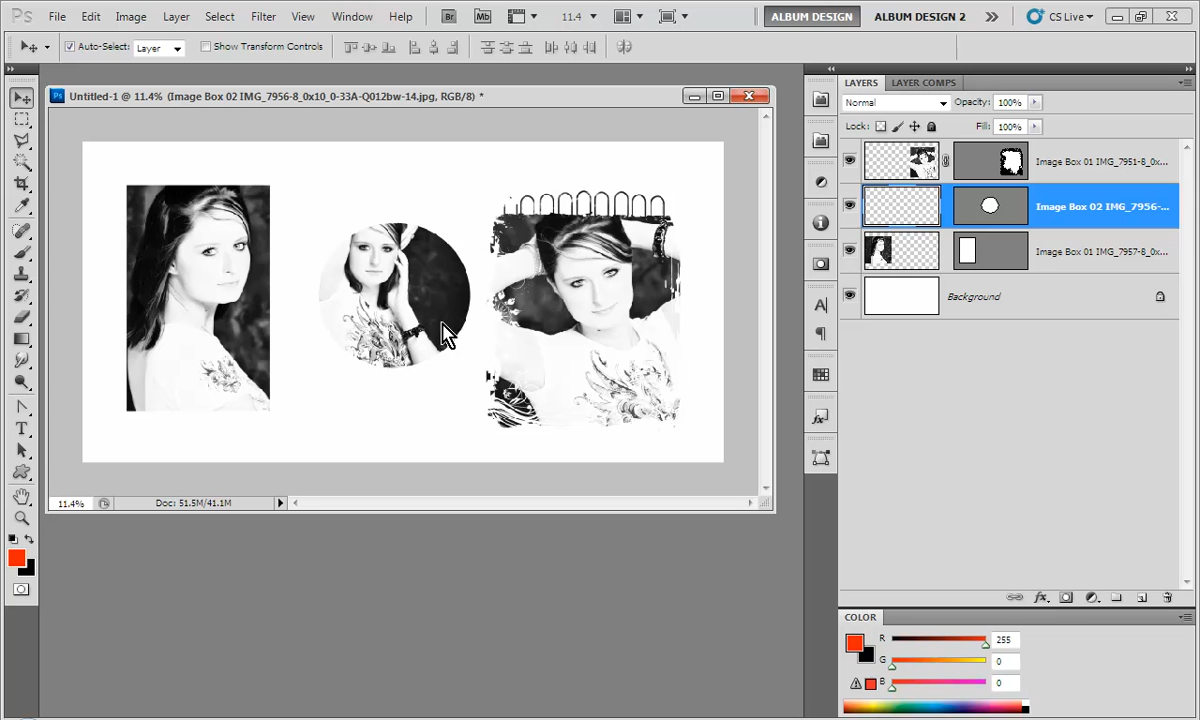 Ps File Edit Image Layer Select Filter View Window Help Br Mb 11.4 ALBUM DESIGN ALBUM DESIGN 2 CS Live
Auto-Select: Layer Show Transform Controls
Ps Untitled-1 @ 11.4% (Image Box 02 IMG_7956-8_0x10_0-33A-Q012bw-14.jpg, RGB/8) *
LAYERS LAYER COMPS
Normal Opacity: 100%
Lock: Fill: 100%
Image Box 01 IMG_7951-8_0x...
Image Box 02 IMG_7956-...
Image Box 01 IMG_7957-8_0x...
Background
11.4% Doc: 51.5M/41.1M
COLOR
R 255
G 0
B 0